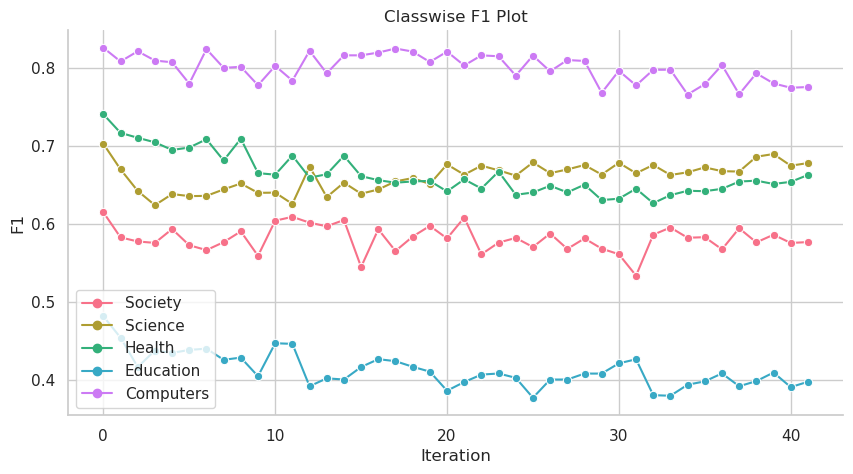 Classwise F1 Plot
0.8
0.7
0.6
0.5
0.4
F1
Society
Science
Health
Education
Computers
0 10 20 30 40
Iteration